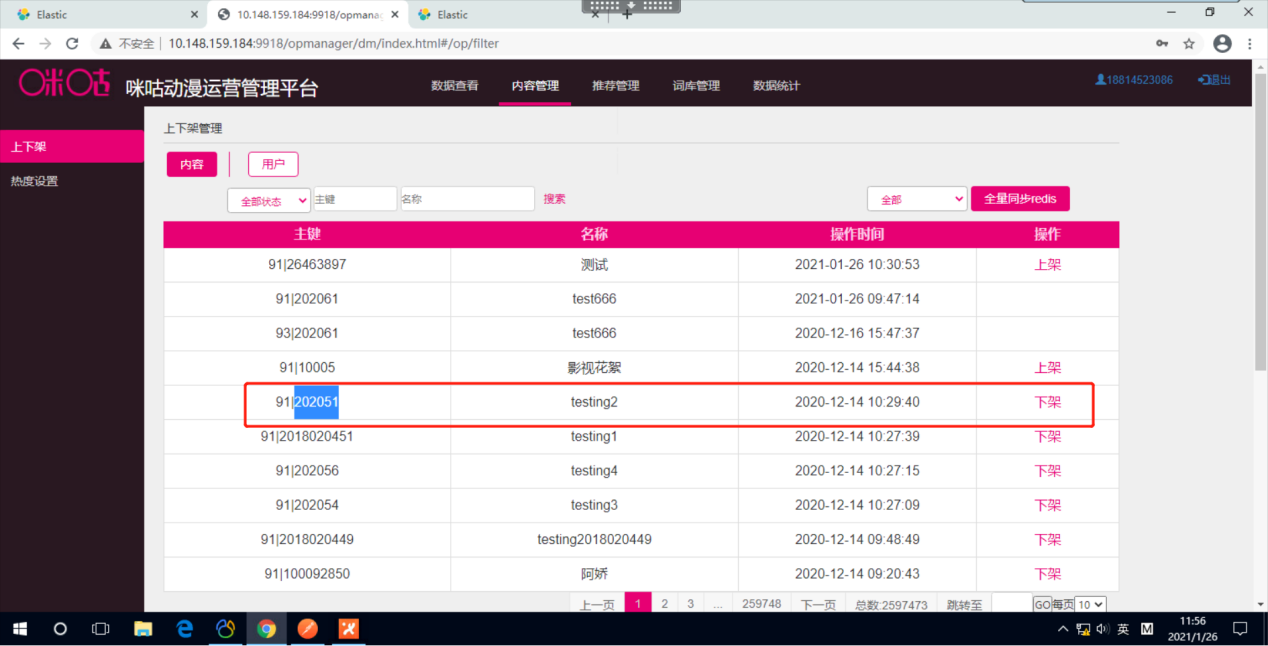 Elastic
10.148.159.184:9918/opmana
Elastic
不安全 10.148.159.184:9918/opmanager/dm/index.html#/op/filter
咪咕 咪咕动漫运营管理平台 数据查看 内容管理 推荐管理 词库管理 数据统计 18814523086 退出
上下架
热度设置
上下架管理
内容 用户
全部状态 主键 名称 搜索 全部 全量同步redis
主键 名称 操作时间 操作
91|26463897 测试 2021-01-26 10:30:53 上架
91|202061 test666 2021-01-26 09:47:14
93|202061 test666 2020-12-16 15:47:37
91|10005 影视花絮 2020-12-14 15:44:38 上架
91|202051 testing2 2020-12-14 10:29:40 下架
91|2018020451 testing1 2020-12-14 10:27:39 下架
91|202056 testing4 2020-12-14 10:27:15 下架
91|202054 testing3 2020-12-14 10:27:09 下架
91|2018020449 testing2018020449 2020-12-14 09:48:49 下架
91|100092850 阿娇 2020-12-14 09:20:43 下架
上一页 1 2 3 ... 259748 下一页 总数:2597473 跳转至 GO 每页 10
英 M 11:56
2021/1/26